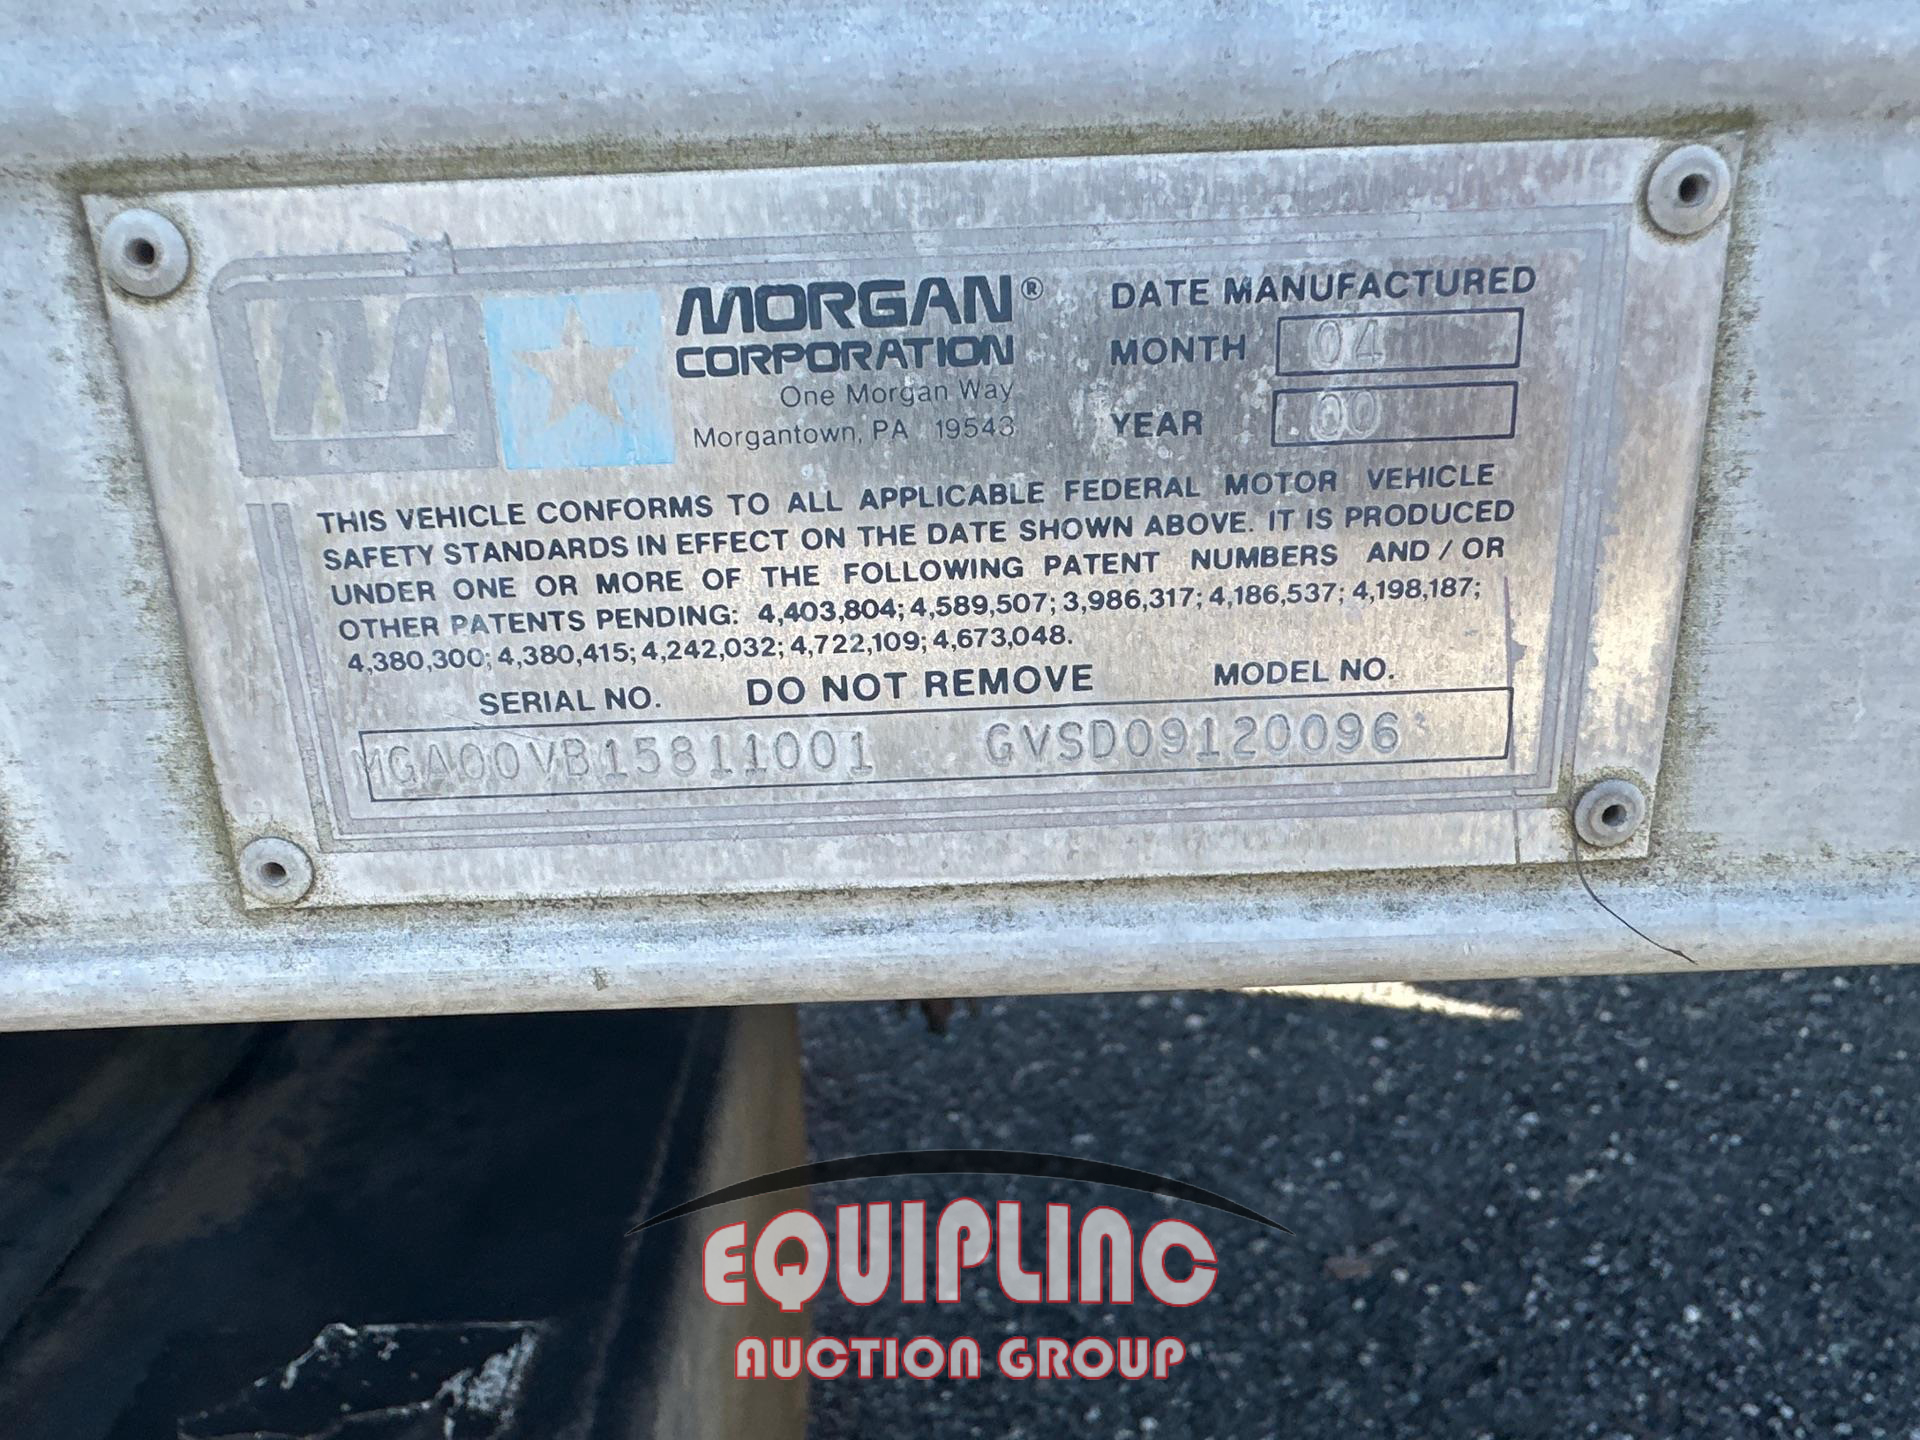 MORGAN®
CORPORATION
One Morgan Way
Morgantown, PA 19543
DATE MANUFACTURED
MONTH 04
YEAR 00
THIS VEHICLE CONFORMS TO ALL APPLICABLE FEDERAL MOTOR VEHICLE
SAFETY STANDARDS IN EFFECT ON THE DATE SHOWN ABOVE. IT IS PRODUCED
UNDER ONE OR MORE OF THE FOLLOWING PATENT NUMBERS AND / OR
OTHER PATENTS PENDING: 4,403,804; 4,589,507; 3,986,317; 4,186,537; 4,198,187;
4,380,300; 4,380,415; 4,242,032; 4,722,109; 4,673,048.
SERIAL NO. DO NOT REMOVE MODEL NO.
MGA00VB15811001 GVSD09120096
EQUIPLINC
AUCTION GROUP